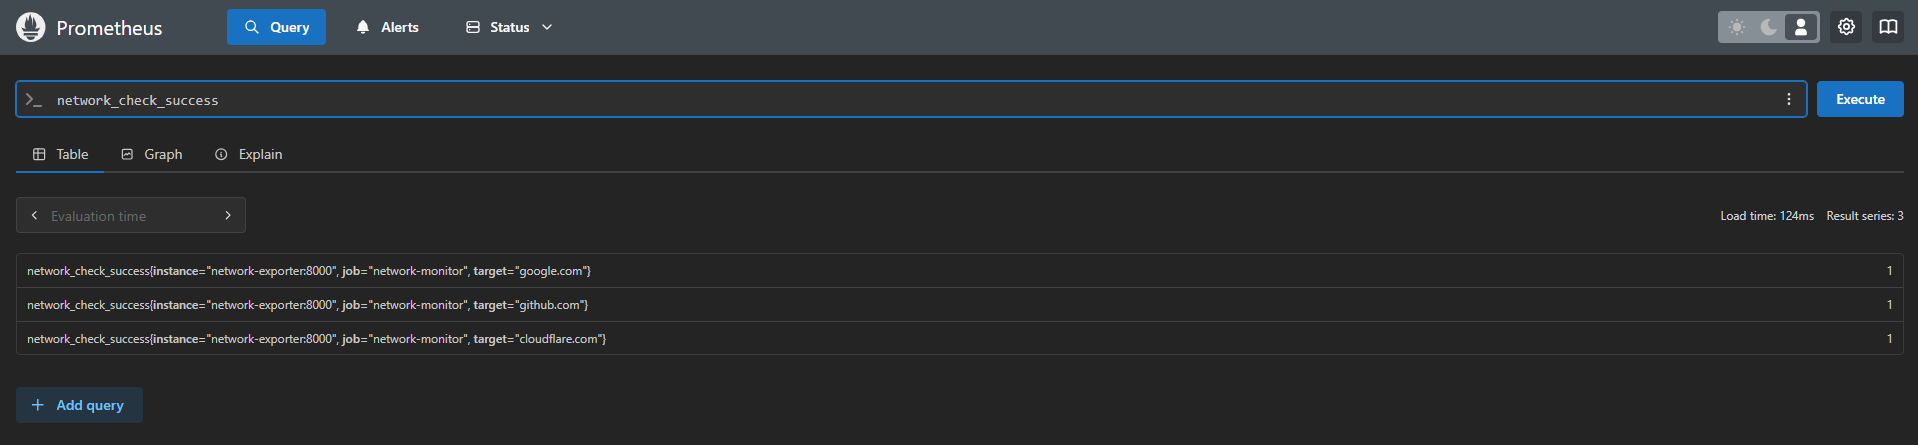 Prometheus Query Alerts Status
network_check_success Execute
Table Graph Explain
Evaluation time Load time: 124ms Result series: 3
network_check_success{instance="network-exporter:8000", job="network-monitor", target="google.com"} 1
network_check_success{instance="network-exporter:8000", job="network-monitor", target="github.com"} 1
network_check_success{instance="network-exporter:8000", job="network-monitor", target="cloudflare.com"} 1
+ Add query